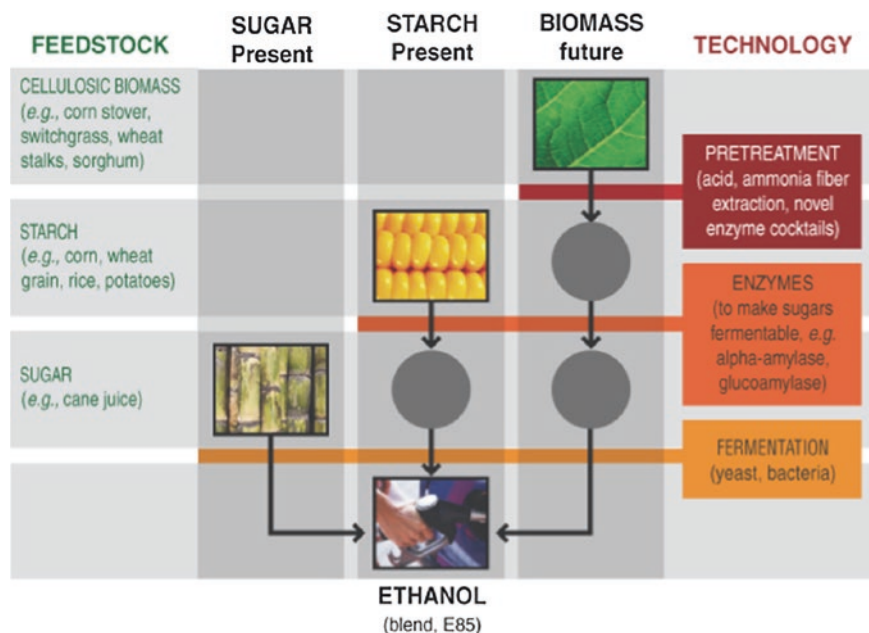 FEEDSTOCK
SUGAR
Present
STARCH
Present
BIOMASS
future
TECHNOLOGY
CELLULOSIC BIOMASS
(e.g., corn stover,
switchgrass, wheat
stalks, sorghum)
PRETREATMENT
(acid, ammonia fiber
extraction, novel
enzyme cocktails)
STARCH
(e.g., corn, wheat
grain, rice, potatoes)
ENZYMES
(to make sugars
fermentable, e.g.
alpha-amylase,
glucoamylase)
SUGAR
(e.g., cane juice)
FERMENTATION
(yeast, bacteria)
ETHANOL
(blend, E85)